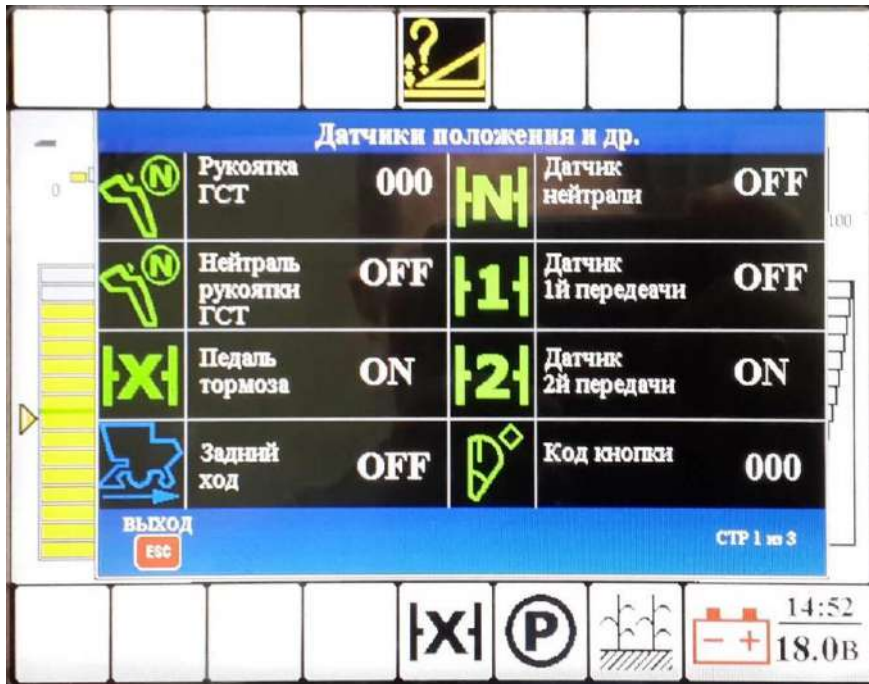 ?
Датчики положения и др.
0
100
N
Рукоятка
ГСТ
000
N
Датчик
нейтрали
OFF
N
Нейтраль
рукоятки
ГСТ
OFF
1
Датчик
1й передеачи
OFF
X
Педаль
тормоза
ON
2
Датчик
2й передачи
ON
Задний
ход
OFF
Код кнопки
000
ВЫХОД
ESC
СТР 1 из 3
X
P
- +
14:52
18.0В